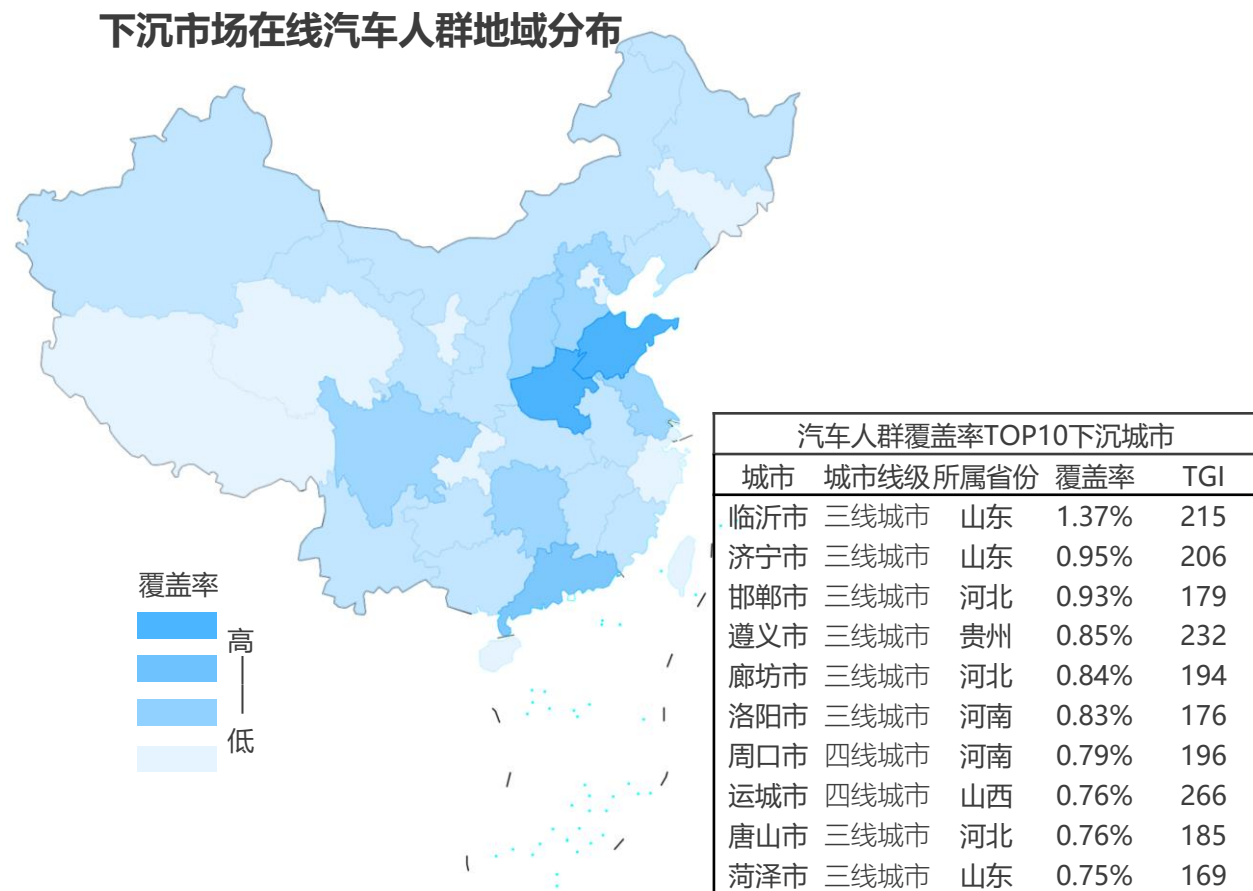 下沉市场在线汽车人群地域分布
覆盖率
高
低
汽车人群覆盖率TOP10下沉城市
城市 城市线级 所属省份 覆盖率 TGI
临沂市 三线城市 山东 1.37% 215
济宁市 三线城市 山东 0.95% 206
邯郸市 三线城市 河北 0.93% 179
遵义市 三线城市 贵州 0.85% 232
廊坊市 三线城市 河北 0.84% 194
洛阳市 三线城市 河南 0.83% 176
周口市 四线城市 河南 0.79% 196
运城市 四线城市 山西 0.76% 266
唐山市 三线城市 河北 0.76% 185
菏泽市 三线城市 山东 0.75% 169